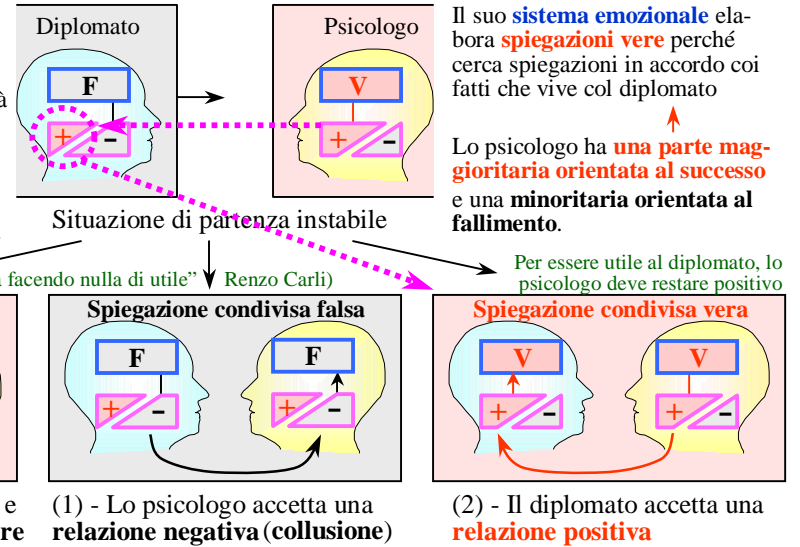 Diplomato
Psicologo
F
+ -
V
+ -
à
Il suo sistema emozionale ela-
bora spiegazioni vere perché
cerca spiegazioni in accordo coi
fatti che vive col diplomato
Lo psicologo ha una parte mag-
gioritaria orientata al successo
e una minoritaria orientata al
fallimento.
Situazione di partenza instabile
facendo nulla di utile” Renzo Carli)
Per essere utile al diplomato, lo
psicologo deve restare positivo
Spiegazione condivisa falsa
F F
+ - + -
Spiegazione condivisa vera
V V
+ - + -
e
re
(1) - Lo psicologo accetta una
relazione negativa (collusione)
(2) - Il diplomato accetta una
relazione positiva